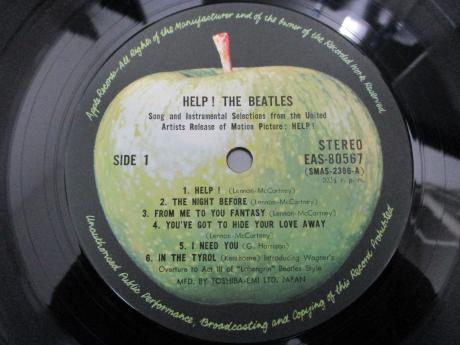 Apple Records—All Rights of the Manufacturer and of the Owner of the Recorded Work Reserved
HELP! THE BEATLES
Song and Instrumental Selections from the United
Artists Release of Motion Picture: HELP!
SIDE 1
STEREO
EAS-80567
(SMAS-2386-A)
33⅓ r.p.m.
1. HELP! (Lennon-McCartney)
2. THE NIGHT BEFORE (Lennon-McCartney)
3. FROM ME TO YOU FANTASY (Lennon-McCartney)
4. YOU'VE GOT TO HIDE YOUR LOVE AWAY
(Lennon-McCartney)
5. I NEED YOU (G. Harrison)
6. IN THE TYROL (Ken Thorne) Introducing Wagner's
Overture to Act III of "Lohengrin" Beatles Style
MFD. BY TOSHIBA-EMI LTD. JAPAN
Unauthorised Public Performance, Broadcasting and Copying of this Record Prohibited